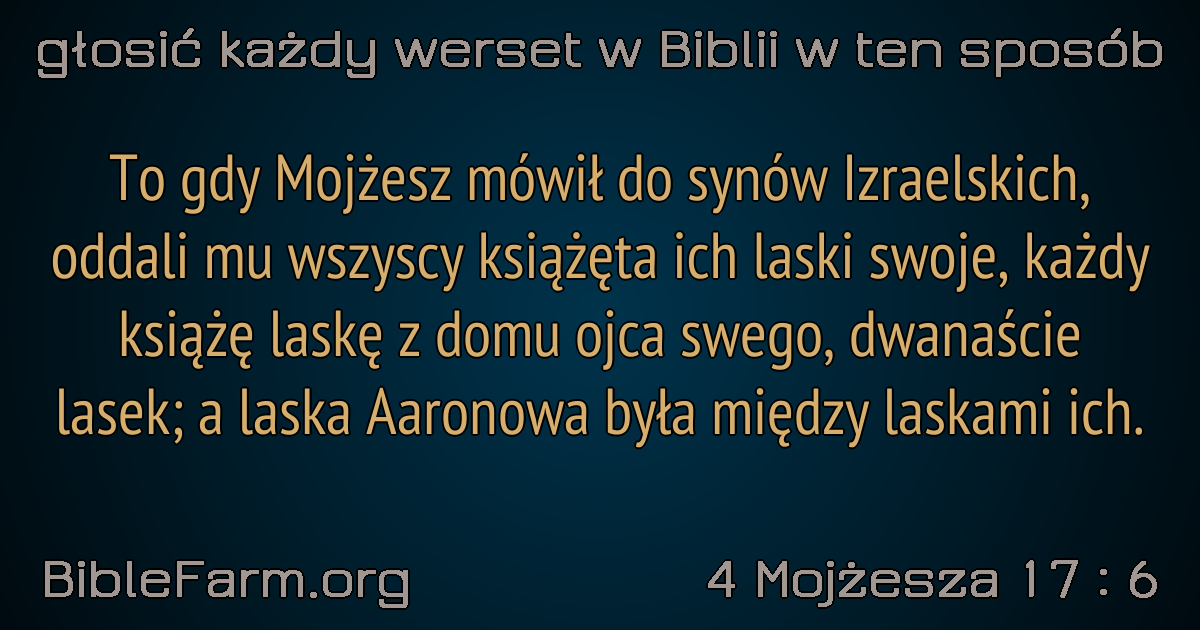 głosić każdy werset w Biblii w ten sposób
To gdy Mojżesz mówił do synów Izraelskich,
oddali mu wszyscy książęta ich laski swoje, każdy
książę laskę z domu ojca swego, dwanaście
lasek; a laska Aaronowa była między laskami ich.
BibleFarm.org
4 Mojżesza 17 : 6